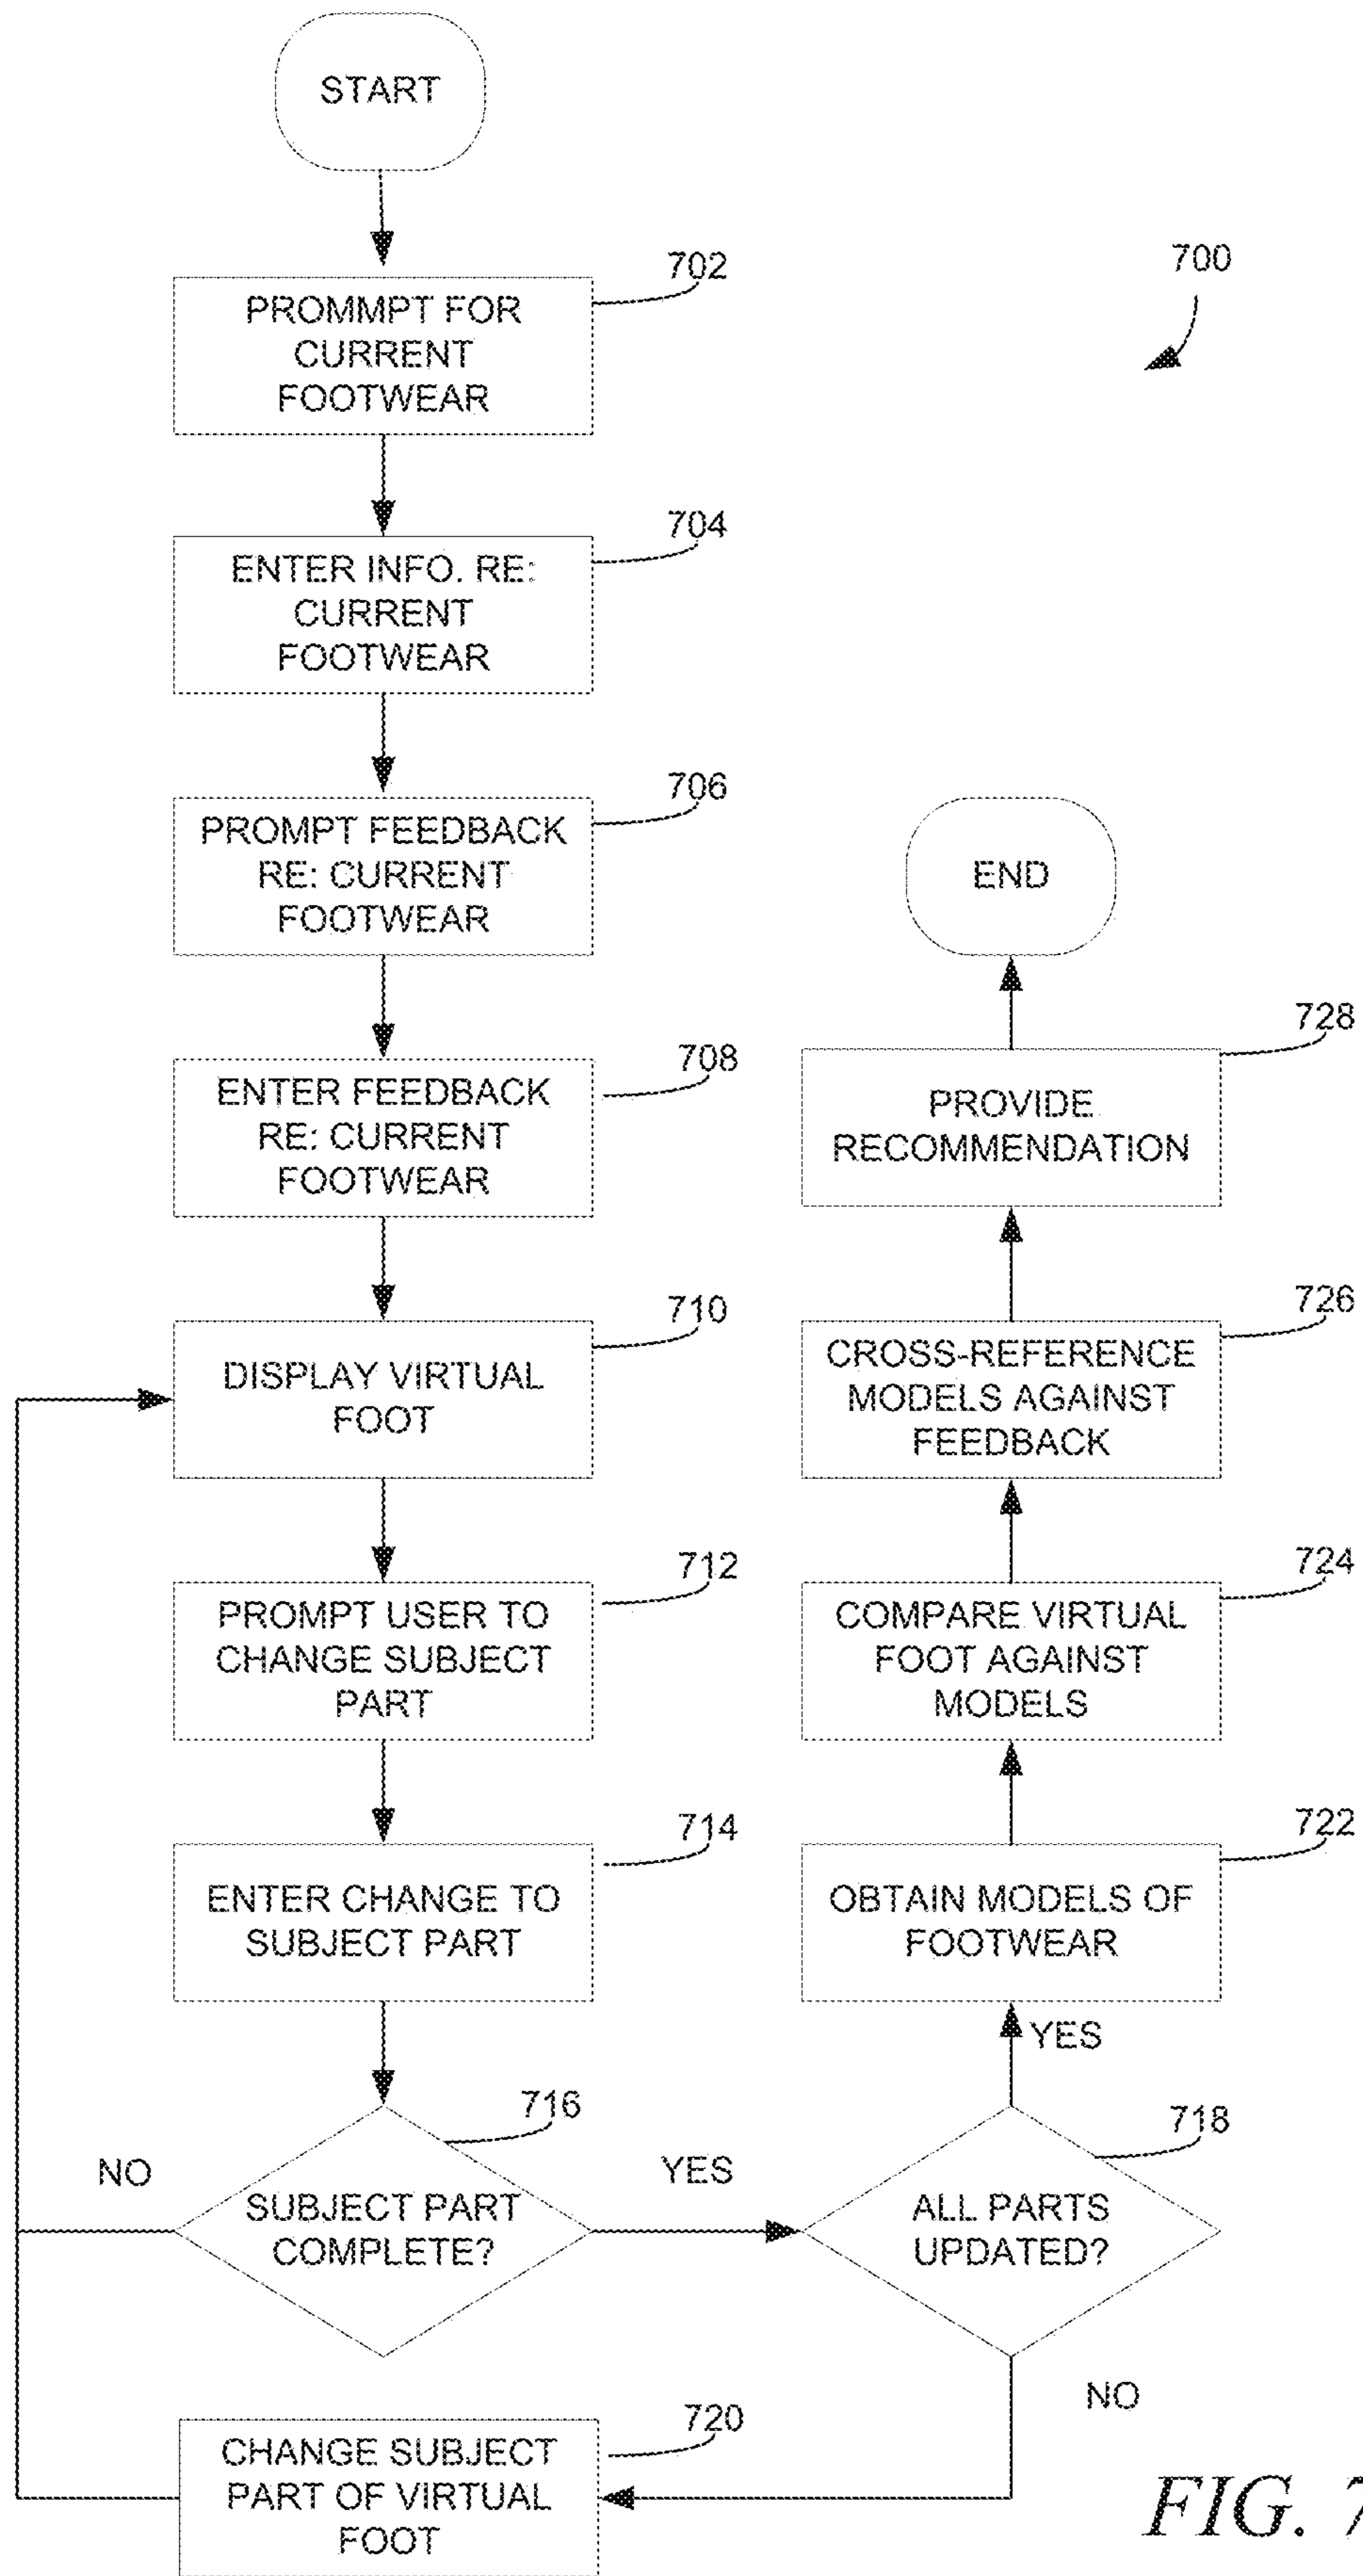 START
700
702
PROMMPT FOR
CURRENT
FOOTWEAR
704
ENTER INFO. RE:
CURRENT
FOOTWEAR
706
PROMPT FEEDBACK
RE: CURRENT
FOOTWEAR
708
ENTER FEEDBACK
RE: CURRENT
FOOTWEAR
710
DISPLAY VIRTUAL
FOOT
712
PROMPT USER TO
CHANGE SUBJECT
PART
714
ENTER CHANGE TO
SUBJECT PART
716
SUBJECT PART
COMPLETE?
NO
YES
718
ALL PARTS
UPDATED?
YES
NO
720
CHANGE SUBJECT
PART OF VIRTUAL
FOOT
722
OBTAIN MODELS OF
FOOTWEAR
724
COMPARE VIRTUAL
FOOT AGAINST
MODELS
726
CROSS-REFERENCE
MODELS AGAINST
FEEDBACK
728
PROVIDE
RECOMMENDATION
END
FIG. 7